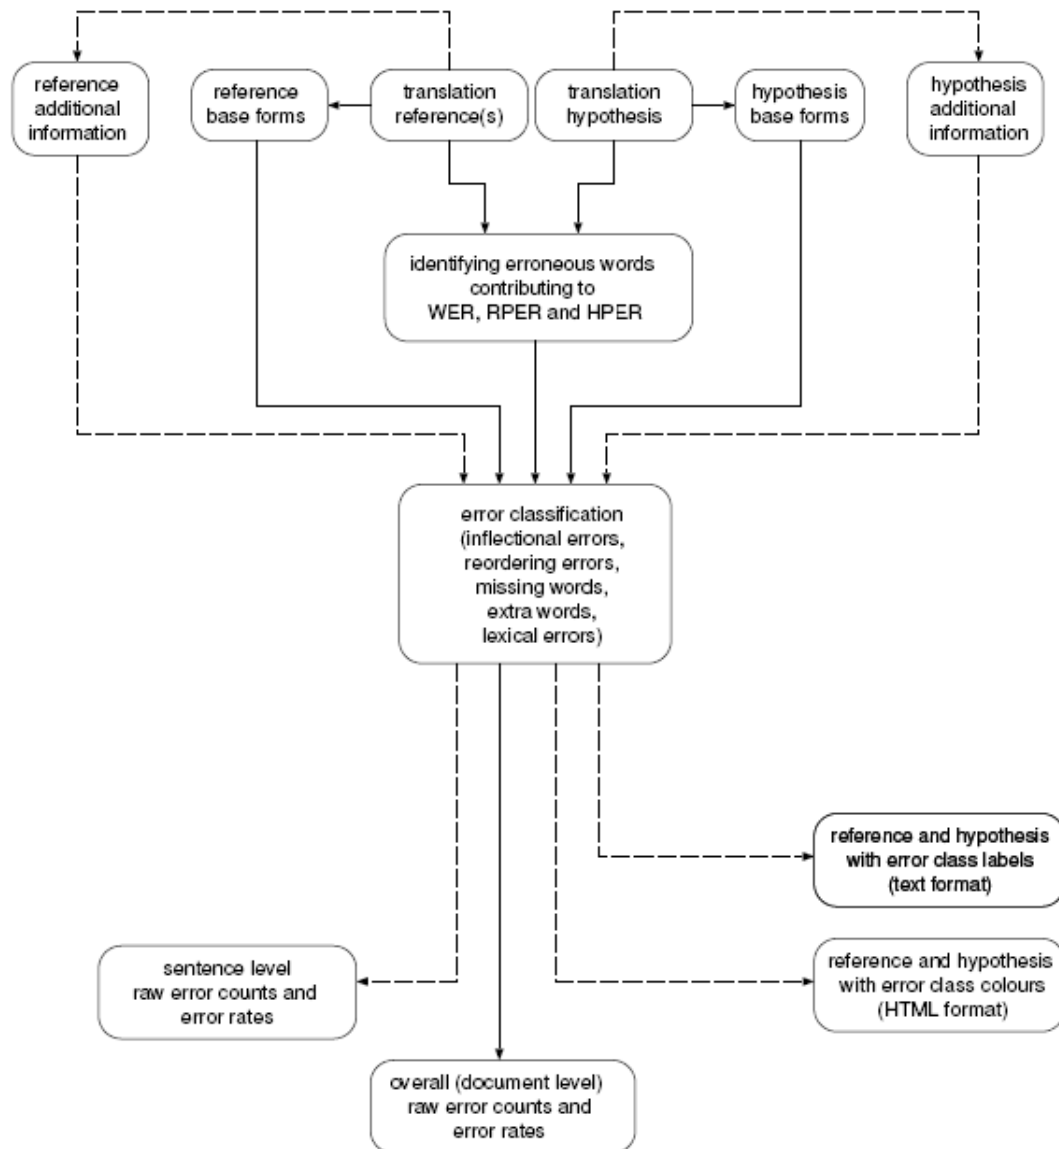 reference
additional
information
reference
base forms
translation
reference(s)
translation
hypothesis
hypothesis
base forms
hypothesis
additional
information
identifying erroneous words
contributing to
WER, RPER and HPER
error classification
(inflectional errors,
reordering errors,
missing words,
extra words,
lexical errors)
reference and hypothesis
with error class labels
(text format)
sentence level
raw error counts and
error rates
reference and hypothesis
with error class colours
(HTML format)
overall (document level)
raw error counts and
error rates